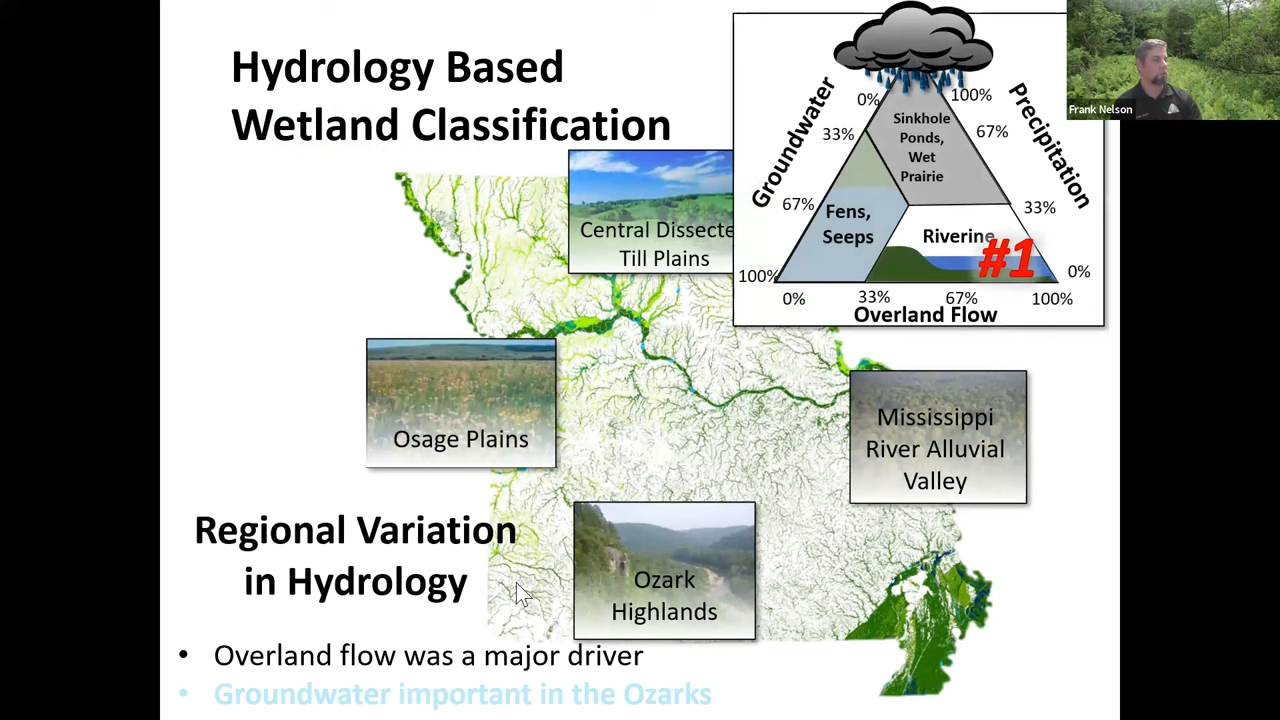 Hydrology Based
Wetland Classification
Groundwater
Precipitation
0%
100%
33%
67%
67%
33%
100%
0%
Sinkhole
Ponds,
Wet
Prairie
Fens,
Seeps
Riverine
#1
0%
33%
67%
100%
Overland Flow
Frank Nelson
Central Dissecte
Till Plains
Osage Plains
Mississippi
River Alluvial
Valley
Ozark
Highlands
Regional Variation
in Hydrology
• Overland flow was a major driver
• Groundwater important in the Ozarks